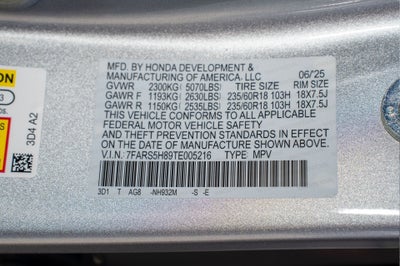 MFD. BY HONDA DEVELOPMENT &
MANUFACTURING OF AMERICA, LLC 06/25
GVWR 2300KG( 5070LBS) TIRE SIZE RIM SIZE
GAWR F 1193KG( 2630LBS) 235/60R18 103H 18X7.5J
GAWR R 1150KG( 2535LBS) 235/60R18 103H 18X7.5J
THIS VEHICLE CONFORMS TO ALL APPLICABLE
FEDERAL MOTOR VEHICLE SAFETY
AND THEFT PREVENTION STANDARDS IN EFFECT
ON THE DATE OF MANUFACTURE SHOWN ABOVE.
V.I.N. 7FARS5H89TE005216 TYPE MPV
3D1 T AG8 -NH932M -S -E
3
3D4 A2